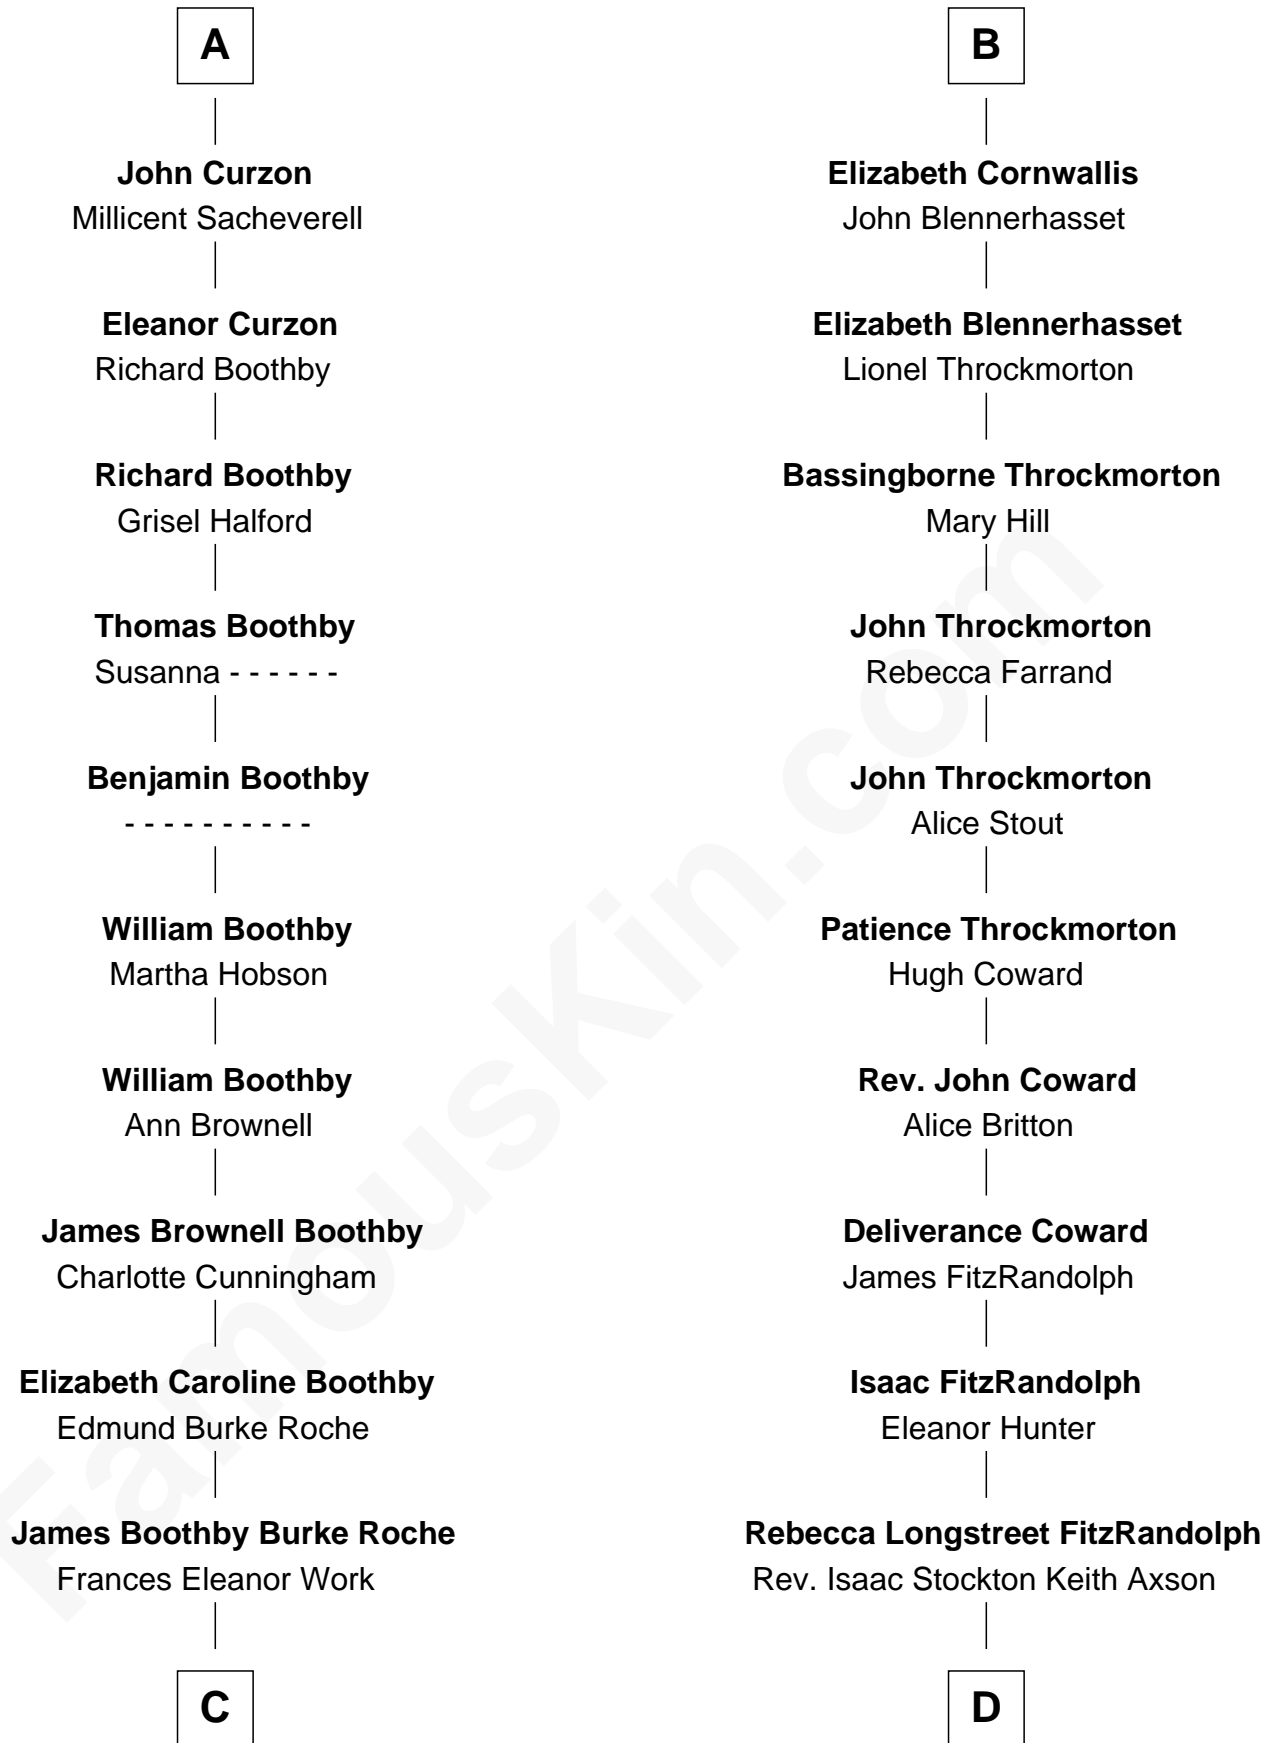 A
John Curzon
Millicent Sacheverell
Eleanor Curzon
Richard Boothby
Richard Boothby
Grisel Halford
Thomas Boothby
Susanna - - - - - -
Benjamin Boothby
- - - - - - - - - -
William Boothby
Martha Hobson
William Boothby
Ann Brownell
James Brownell Boothby
Charlotte Cunningham
Elizabeth Caroline Boothby
Edmund Burke Roche
James Boothby Burke Roche
Frances Eleanor Work
C
B
Elizabeth Cornwallis
John Blennerhasset
Elizabeth Blennerhasset
Lionel Throckmorton
Bassingborne Throckmorton
Mary Hill
John Throckmorton
Rebecca Farrand
John Throckmorton
Alice Stout
Patience Throckmorton
Hugh Coward
Rev. John Coward
Alice Britton
Deliverance Coward
James FitzRandolph
Isaac FitzRandolph
Eleanor Hunter
Rebecca Longstreet FitzRandolph
Rev. Isaac Stockton Keith Axson
D
FamousKin.com